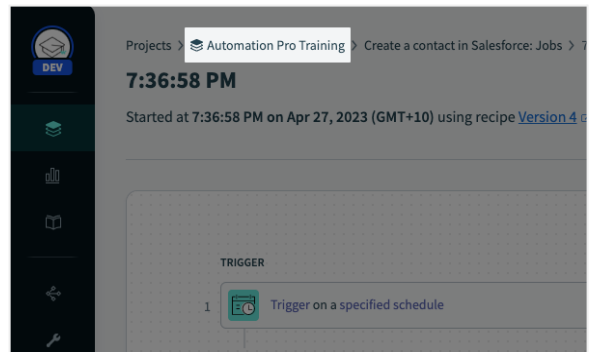 DEV
Projects > Automation Pro Training > Create a contact in Salesforce: Jobs > 7
7:36:58 PM
Started at 7:36:58 PM on Apr 27, 2023 (GMT+10) using recipe Version 4
TRIGGER
1 Trigger on a specified schedule